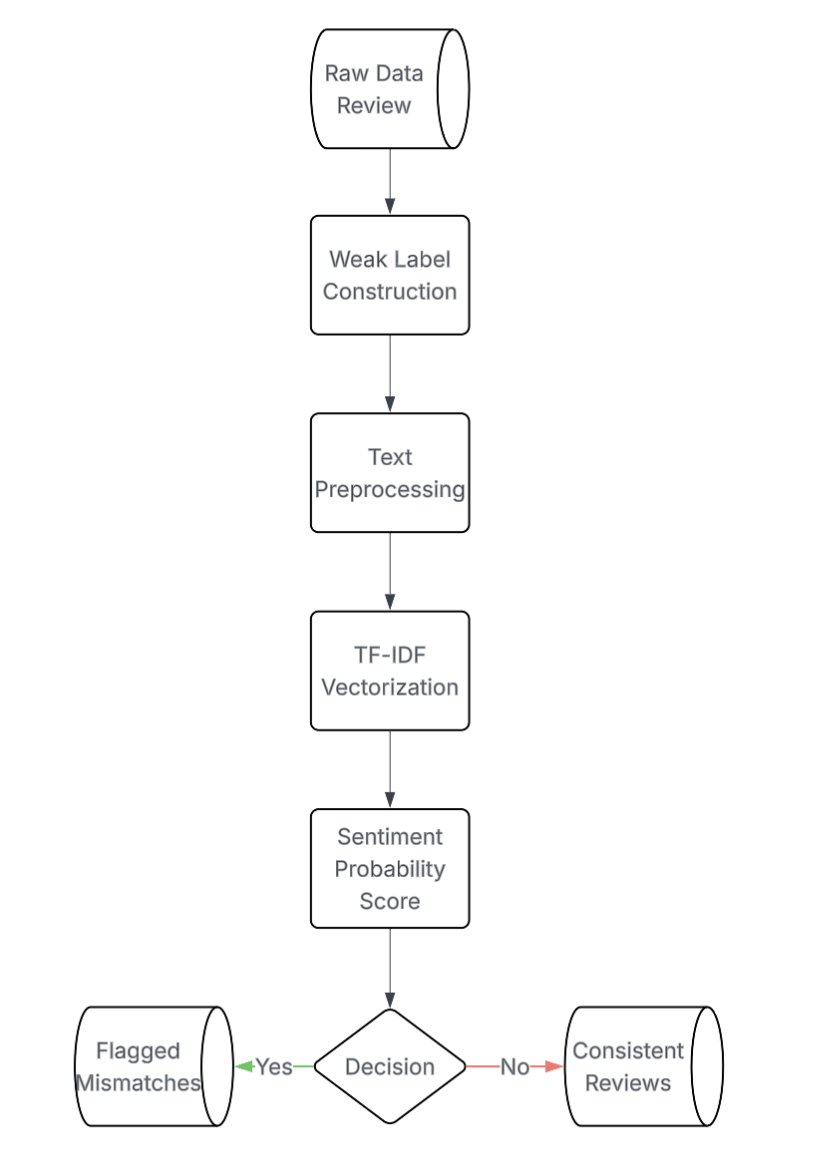 Raw Data
Review
Weak Label
Construction
Text
Preprocessing
TF-IDF
Vectorization
Sentiment
Probability
Score
Flagged
Mismatches
Yes
Decision
No
Consistent
Reviews